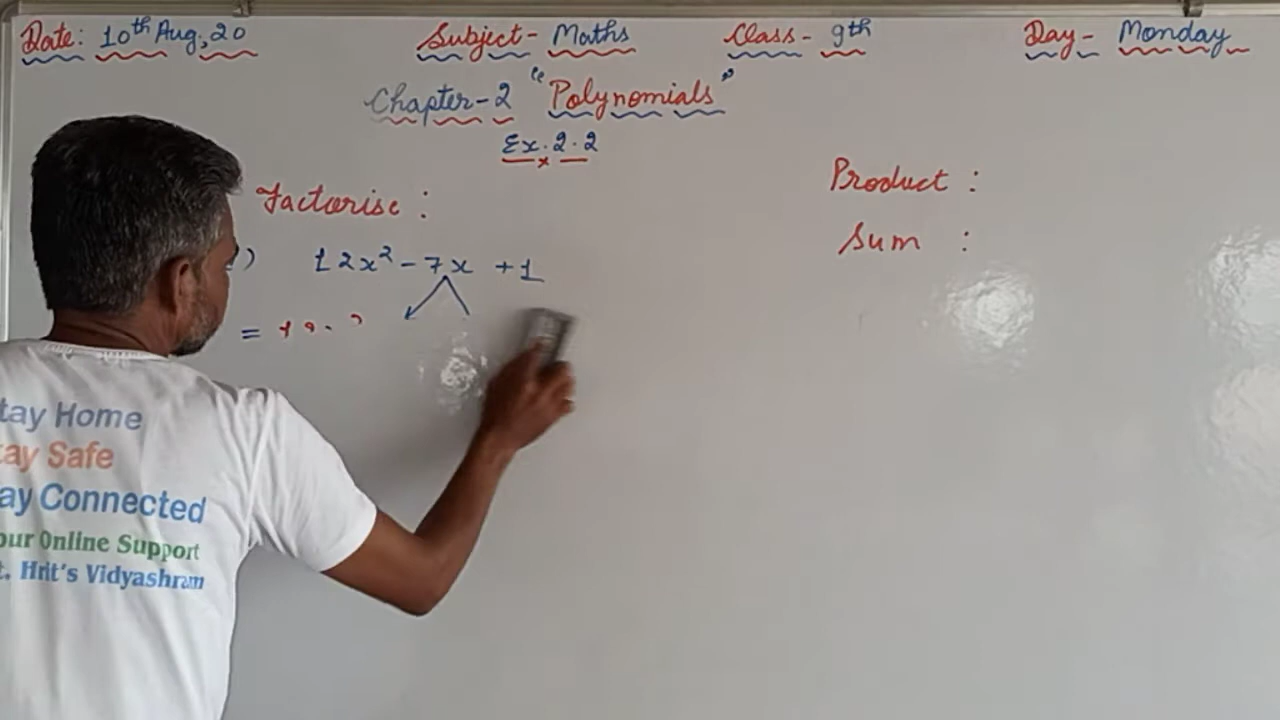 Date: 10th Aug, 20 Subject- Maths Class- 9th Day- Monday
Chapter-2 "Polynomials"
Ex. 2.2
Factorise : Product :
) 12x² - 7x + 1 Sum :
=
tay Home
ay Safe
ay Connected
our Online Support
t. Hrit's Vidyashram